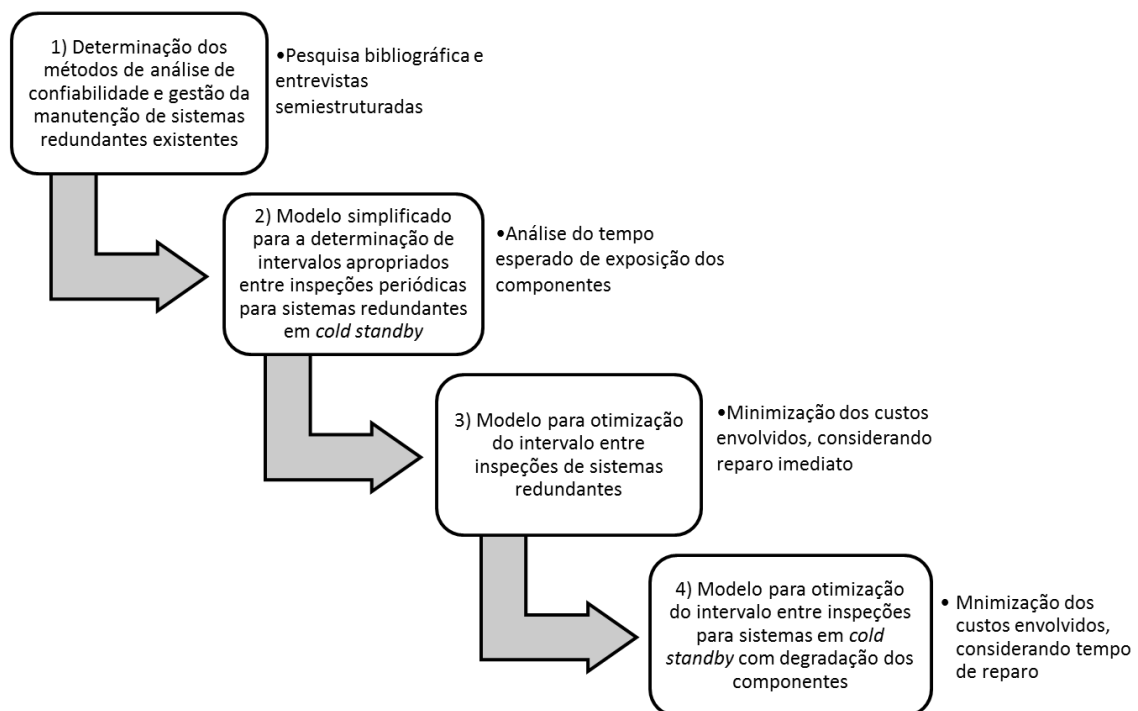 1) Determinação dos
métodos de análise de
confiabilidade e gestão da
manutenção de sistemas
redundantes existentes
•Pesquisa bibliográfica e
entrevistas
semiestruturadas
2) Modelo simplificado
para a determinação de
intervalos apropriados
entre inspeções periódicas
para sistemas redundantes
em cold standby
•Análise do tempo
esperado de exposição dos
componentes
3) Modelo para otimização
do intervalo entre
inspeções de sistemas
redundantes
•Minimização dos custos
envolvidos, considerando
reparo imediato
4) Modelo para otimização
do intervalo entre inspeções
para sistemas em cold
standby com degradação dos
componentes
• Mnimização dos
custos envolvidos,
considerando tempo
de reparo